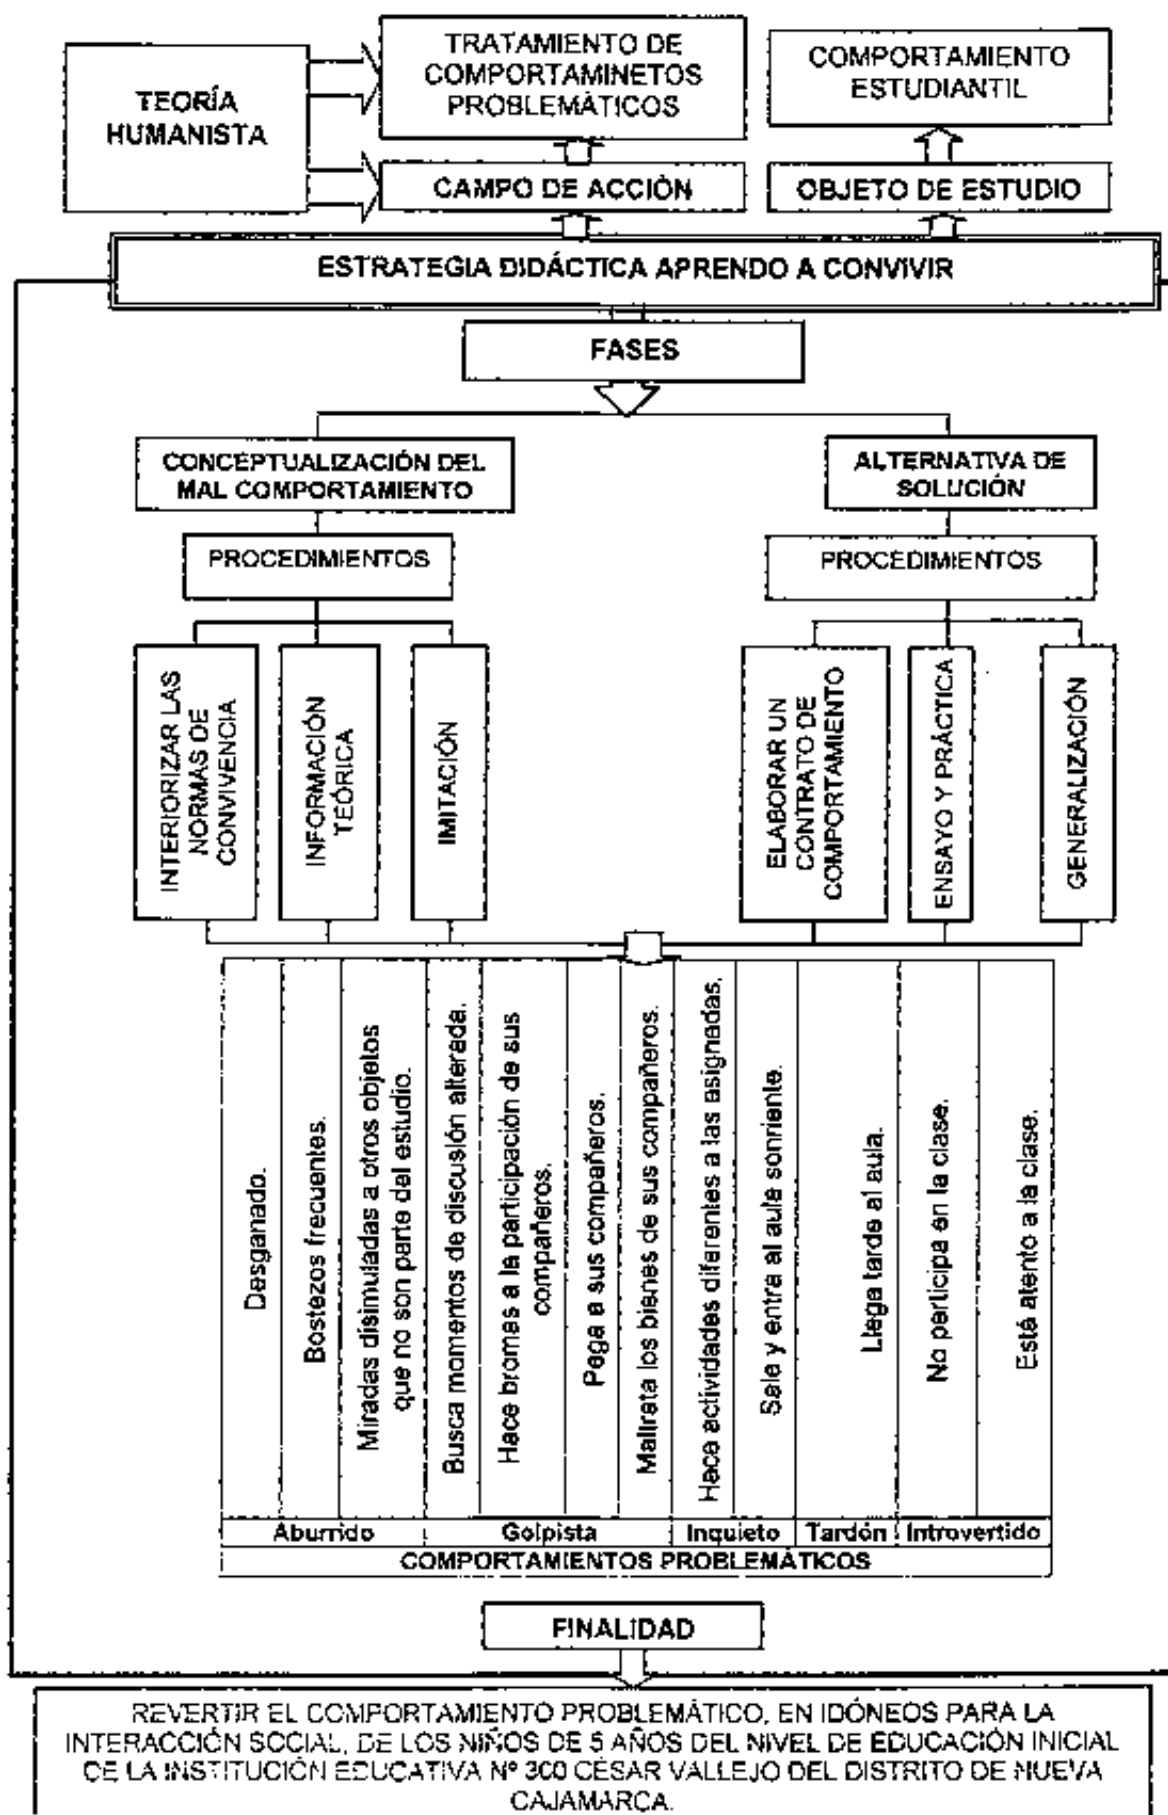 TEORÍA
HUMANISTA
TRATAMIENTO DE
COMPORTAMINETOS
PROBLEMÁTICOS
COMPORTAMIENTO
ESTUDIANTIL
CAMPO DE ACCIÓN
OBJETO DE ESTUDIO
ESTRATEGIA DIDÁCTICA APRENDO A CONVIVIR
FASES
CONCEPTUALIZACIÓN DEL
MAL COMPORTAMIENTO
ALTERNATIVA DE
SOLUCIÓN
PROCEDIMIENTOS
PROCEDIMIENTOS
INTERIORIZAR LAS
NORMAS DE
CONVIVENCIA
INFORMACIÓN
TEÓRICA
IMITACIÓN
ELABORAR UN
CONTRATO DE
COMPORTAMIENTO
ENSAYO Y PRÁCTICA
GENERALIZACIÓN
Desganado.
Bostezos frecuentes.
Miradas disimuladas a otros objetos
que no son parte del estudio.
Busca momentos de discusión alterada.
Hace bromas a la participación de sus
compañeros.
Pega a sus compañeros.
Maltrata los bienes de sus compañeros.
Hace actividades diferentes a las asignadas.
Sale y entra al aula sonriente.
Llega tarde al aula.
No participa en la clase.
Está atento a la clase.
Aburrido
Golpista
Inquieto
Tardón
Introvertido
COMPORTAMIENTOS PROBLEMÁTICOS
FINALIDAD
REVERTIR EL COMPORTAMIENTO PROBLEMÁTICO, EN IDÓNEOS PARA LA
INTERACCIÓN SOCIAL, DE LOS NIÑOS DE 5 AÑOS DEL NIVEL DE EDUCACIÓN INICIAL
DE LA INSTITUCIÓN EDUCATIVA Nº 300 CÉSAR VALLEJO DEL DISTRITO DE NUEVA
CAJAMARCA.